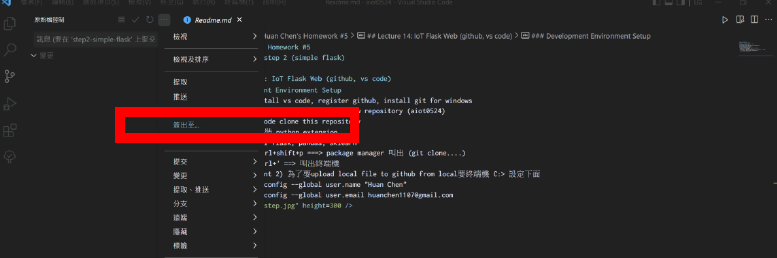 Readme.md - aiot0524 - Visual Studio Code
原始檔控制
Readme.md
訊息 (要在 "step2-simple-flask" 上提交
變更
檢視
檢視及排序
提取
推送
簽出至...
提交
變更
提取、推送
分支
遠端
隱藏
標籤
Huan Chen's Homework #5 > ## Lecture 14: IoT Flask Web (github, vs code) > ### Development Environment Setup
Homework #5
step 2 (simple flask)
: IoT Flask Web (github, vs code)
nt Environment Setup
tall vs code, register github, install git for windows
repository (aiot0524)
ode clone this repository
python extension
rl+shift+p ===> package manager 叫出 (git clone....)
rl+' ==> 叫出終端機
nt 2) 為了要upload local file to github from local要終端機 C:> 設定下面
config --global user.name "Huan Chen"
config --global user.email huanchen1107@gmail.com
step.jpg" height=300 />